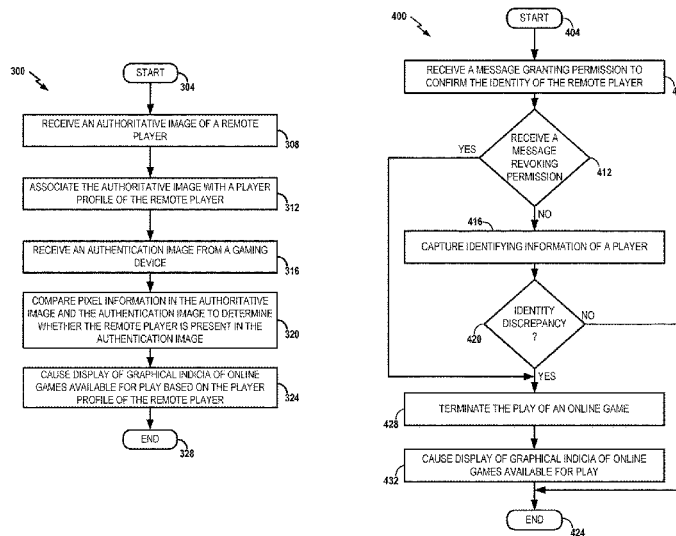 300
START
304
RECEIVE AN AUTHORITATIVE IMAGE OF A REMOTE
PLAYER
308
ASSOCIATE THE AUTHORITATIVE IMAGE WITH A PLAYER
PROFILE OF THE REMOTE PLAYER
312
RECEIVE AN AUTHENTICATION IMAGE FROM A GAMING
DEVICE
316
COMPARE PIXEL INFORMATION IN THE AUTHORITATIVE
IMAGE AND THE AUTHENTICATION IMAGE TO DETERMINE
WHETHER THE REMOTE PLAYER IS PRESENT IN THE
AUTHENTICATION IMAGE
320
CAUSE DISPLAY OF GRAPHICAL INDICIA OF ONLINE
GAMES AVAILABLE FOR PLAY BASED ON THE PLAYER
PROFILE OF THE REMOTE PLAYER
324
END
328
400
START
404
RECEIVE A MESSAGE GRANTING PERMISSION TO
CONFIRM THE IDENTITY OF THE REMOTE PLAYER
4
YES
RECEIVE A
MESSAGE
REVOKING
PERMISSION
412
NO
416
CAPTURE IDENTIFYING INFORMATION OF A PLAYER
IDENTITY
DISCREPANCY
?
NO
420
YES
TERMINATE THE PLAY OF AN ONLINE GAME
428
CAUSE DISPLAY OF GRAPHICAL INDICIA OF ONLINE
GAMES AVAILABLE FOR PLAY
432
END
424